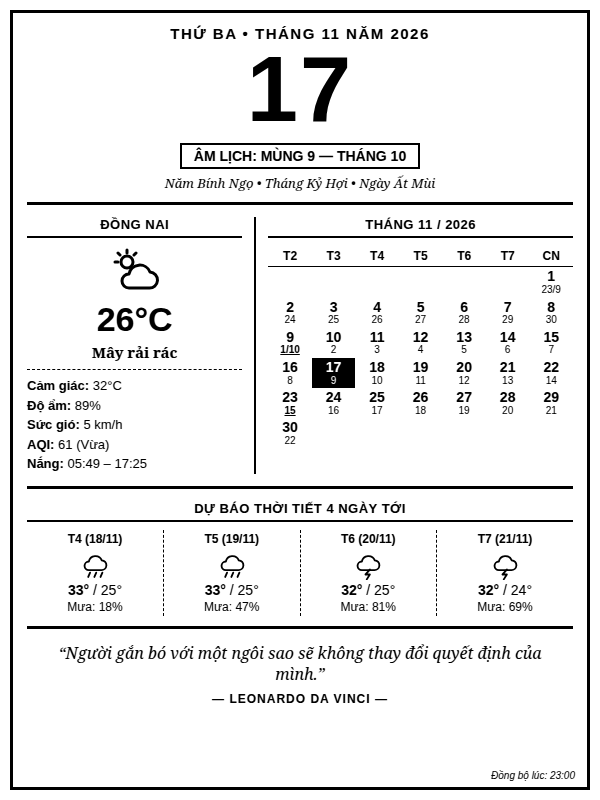 THỨ BA • THÁNG 11 NĂM 2026
17
ÂM LỊCH: MÙNG 9 — THÁNG 10
Năm Bính Ngọ • Tháng Kỷ Hợi • Ngày Ất Mùi
ĐỒNG NAI
26°C
Mây rải rác
Cảm giác: 32°C
Độ ẩm: 89%
Sức gió: 5 km/h
AQI: 61 (Vừa)
Nắng: 05:49 – 17:25
THÁNG 11 / 2026
T2 T3 T4 T5 T6 T7 CN
1
23/9
2 3 4 5 6 7 8
24 25 26 27 28 29 30
9 10 11 12 13 14 15
1/10 2 3 4 5 6 7
16 17 18 19 20 21 22
8 9 10 11 12 13 14
23 24 25 26 27 28 29
15 16 17 18 19 20 21
30
22
DỰ BÁO THỜI TIẾT 4 NGÀY TỚI
T4 (18/11) T5 (19/11) T6 (20/11) T7 (21/11)
33° / 25° 33° / 25° 32° / 25° 32° / 24°
Mưa: 18% Mưa: 47% Mưa: 81% Mưa: 69%
“Người gắn bó với một ngôi sao sẽ không thay đổi quyết định của
mình.”
— LEONARDO DA VINCI —
Đồng bộ lúc: 23:00